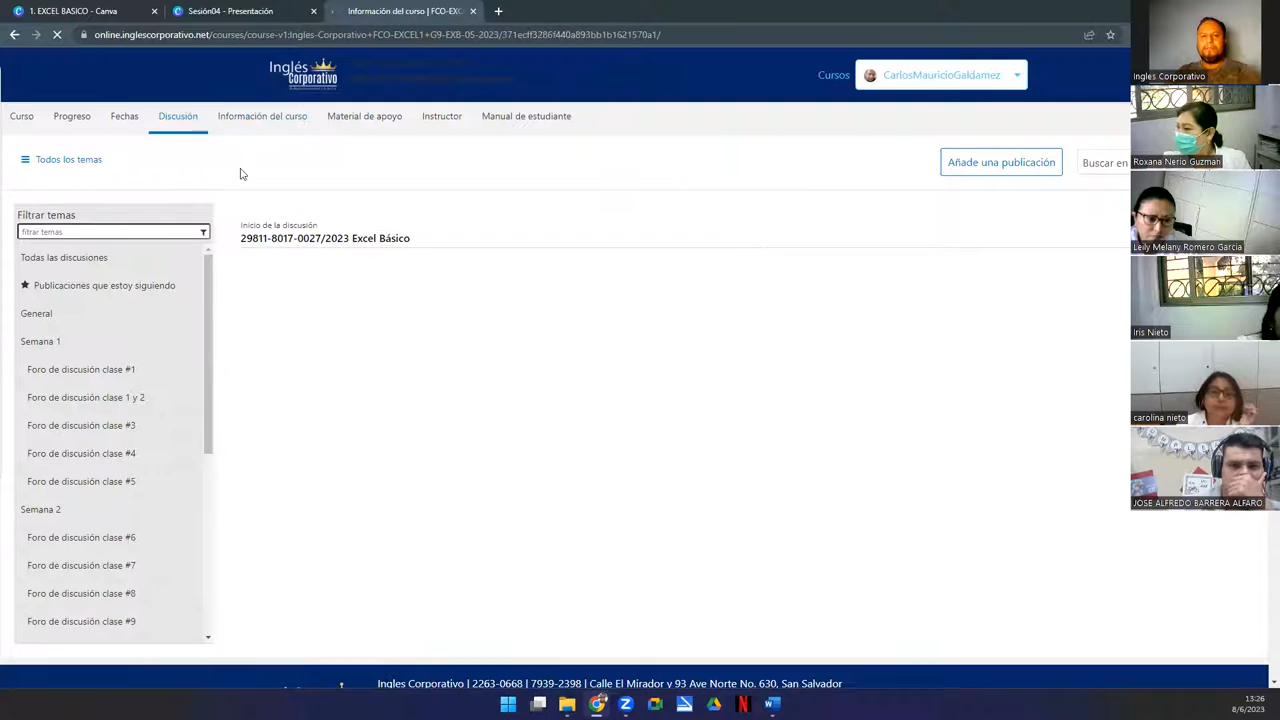 1. EXCEL BASICO - Canva
Sesión04 - Presentación
Información del curso | FCO-EXC
online.inglescorporativo.net/courses/course-v1:Ingles-Corporativo+FCO-EXCEL1+G9-EXB-05-2023/371ecff3286f440a893bb1b1621570a1/
Inglés
Corporativo
Cursos
CarlosMauricioGaldamez
Curso
Progreso
Fechas
Discusión
Información del curso
Material de apoyo
Instructor
Manual de estudiante
Todos los temas
Añade una publicación
Buscar en
Filtrar temas
fitrar temas
Todas las discusiones
Publicaciones que estoy siguiendo
General
Semana 1
Foro de discusión clase #1
Foro de discusión clase 1 y 2
Foro de discusión clase #3
Foro de discusión clase #4
Foro de discusión clase #5
Semana 2
Foro de discusión clase #6
Foro de discusión clase #7
Foro de discusión clase #8
Foro de discusión clase #9
Inicio de la discusión
29811-8017-0027/2023 Excel Básico
Ingles Corporativo | 2263-0668 | 7939-2398 | Calle El Mirador y 93 Ave Norte No. 630, San Salvador
Ingles Corporativo
Roxana Nerio Guzman
Leily Melany Romero Garcia
Iris Nieto
carolina nieto
JOSE ALFREDO BARRERA ALFARO
13:26
8/6/2023